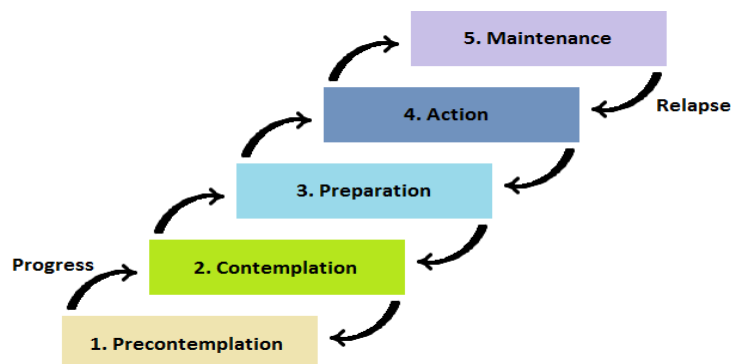 5. Maintenance
Relapse
4. Action
3. Preparation
Progress
2. Contemplation
1. Precontemplation